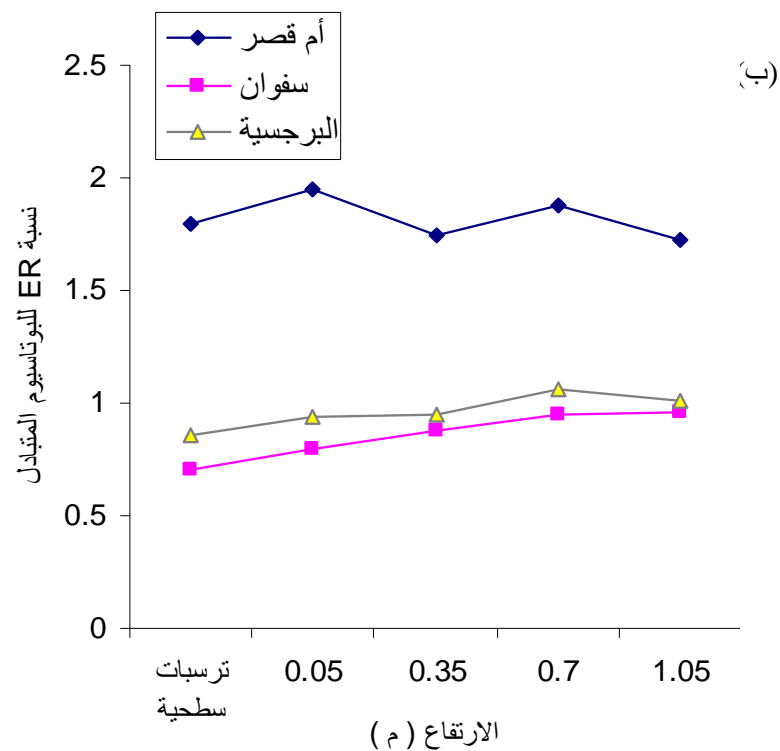 أم قصر
سفوان
البرجسية
(ب)
نسبة ER للبوتاسيوم المتبادل
2.5
2
1.5
1
0.5
0
ترسبات
سطحية
0.05
0.35
0.7
1.05
الارتفاع ( م )